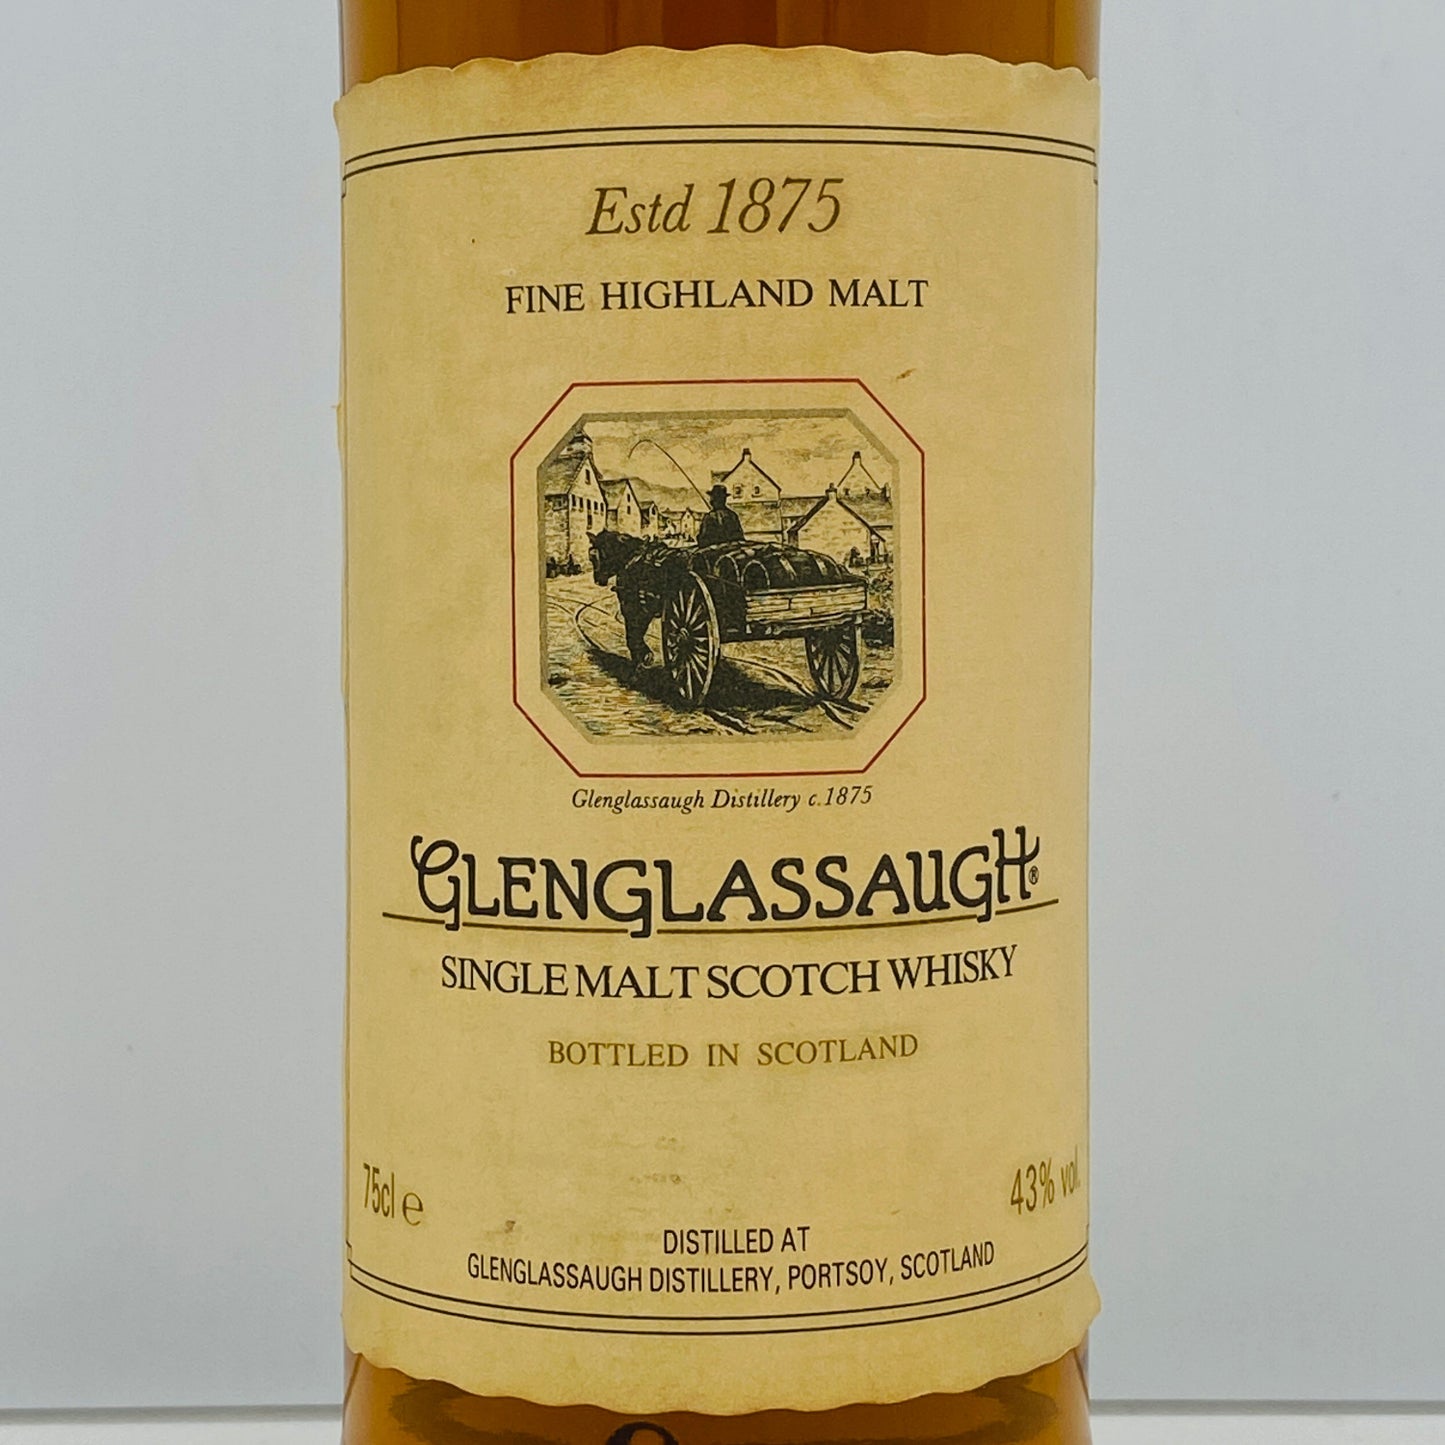 Estd 1875
FINE HIGHLAND MALT
Glenglassaugh Distillery c.1875
GLENGLASSAUGH®
SINGLE MALT SCOTCH WHISKY
BOTTLED IN SCOTLAND
75cl ℮
43% vol.
DISTILLED AT
GLENGLASSAUGH DISTILLERY, PORTSOY, SCOTLAND